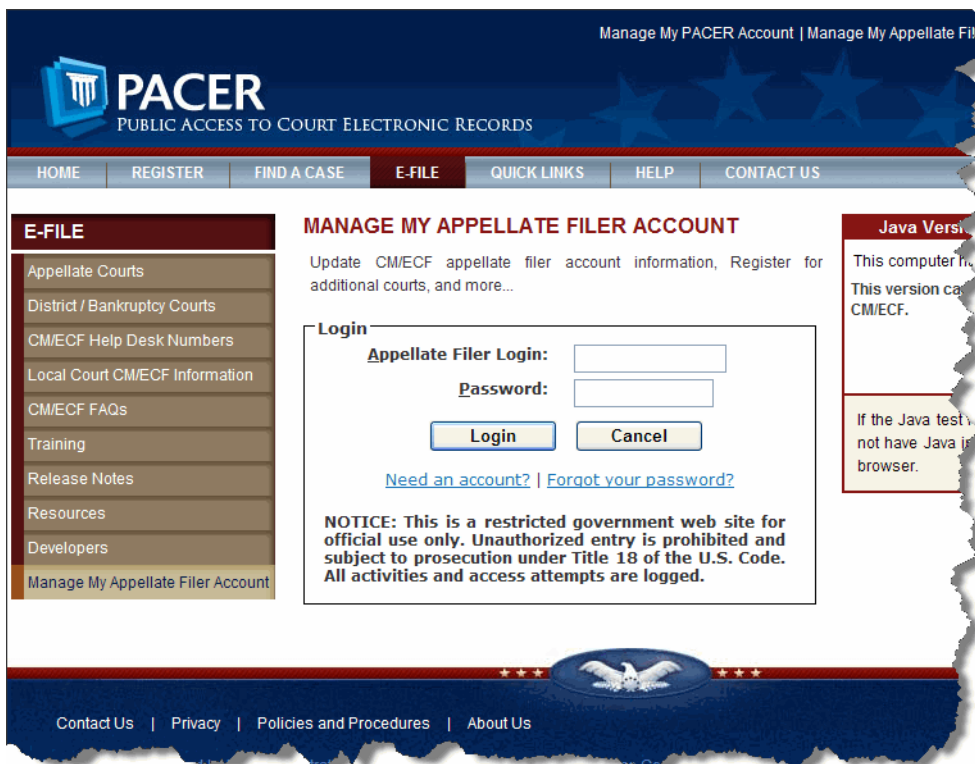 Manage My PACER Account | Manage My Appellate
PACER
PUBLIC ACCESS TO COURT ELECTRONIC RECORDS
HOME REGISTER FIND A CASE E-FILE QUICK LINKS HELP CONTACT US
E-FILE
Appellate Courts
District / Bankruptcy Courts
CM/ECF Help Desk Numbers
Local Court CM/ECF Information
CM/ECF FAQs
Training
Release Notes
Resources
Developers
Manage My Appellate Filer Account
MANAGE MY APPELLATE FILER ACCOUNT
Update CM/ECF appellate filer account information, Register for
additional courts, and more...
Login
Appellate Filer Login:
Password:
Login Cancel
Need an account? | Forgot your password?
NOTICE: This is a restricted government web site for
official use only. Unauthorized entry is prohibited and
subject to prosecution under Title 18 of the U.S. Code.
All activities and access attempts are logged.
Java
This computer
This version
CM/ECF.
If the Java test
not have Java
browser.
Contact Us | Privacy | Policies and Procedures | About Us